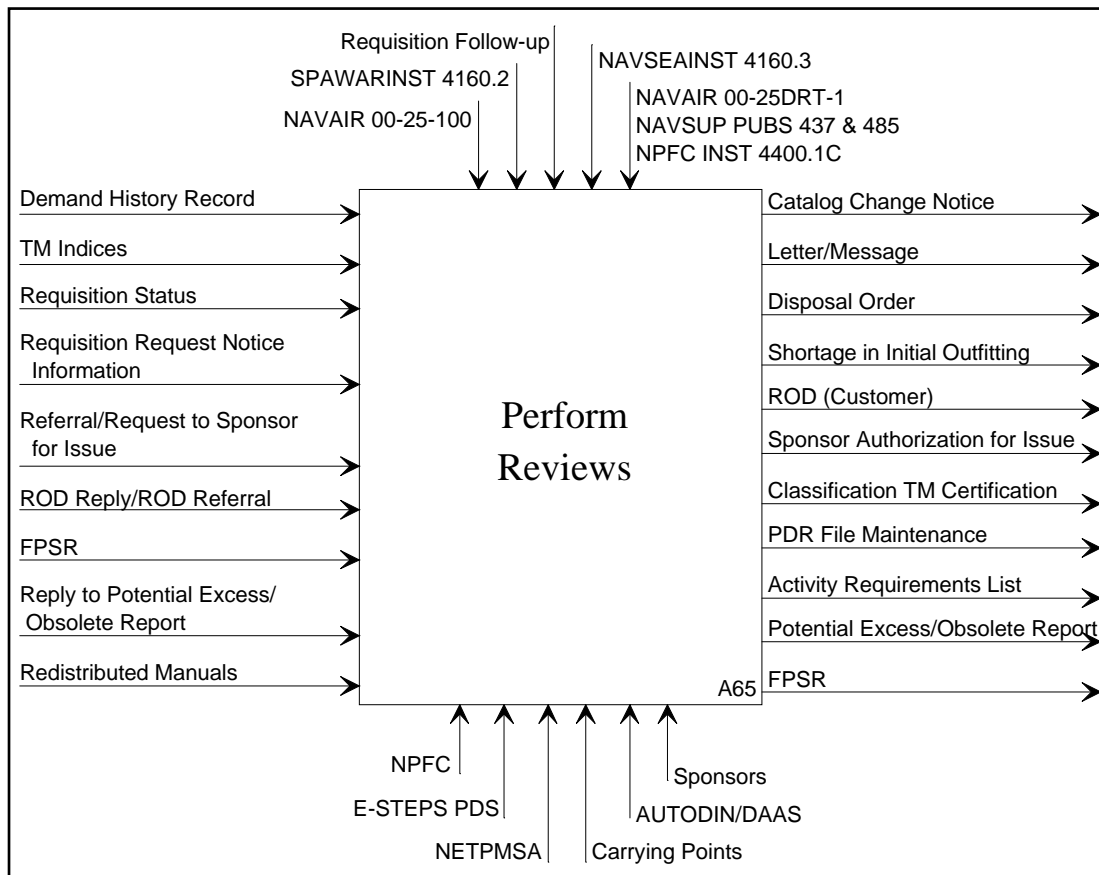 Requisition Follow-up
SPAWARINST 4160.2
NAVAIR 00-25-100
NAVSEAINST 4160.3
NAVAIR 00-25DRT-1
NAVSUP PUBS 437 & 485
NPFC INST 4400.1C
Demand History Record
TM Indices
Requisition Status
Requisition Request Notice
Information
Referral/Request to Sponsor
for Issue
ROD Reply/ROD Referral
FPSR
Reply to Potential Excess/
Obsolete Report
Redistributed Manuals
Perform
Reviews
A65
Catalog Change Notice
Letter/Message
Disposal Order
Shortage in Initial Outfitting
ROD (Customer)
Sponsor Authorization for Issue
Classification TM Certification
PDR File Maintenance
Activity Requirements List
Potential Excess/Obsolete Report
FPSR
NPFC
E-STEPS PDS
NETPMSA
Carrying Points
AUTODIN/DAAS
Sponsors